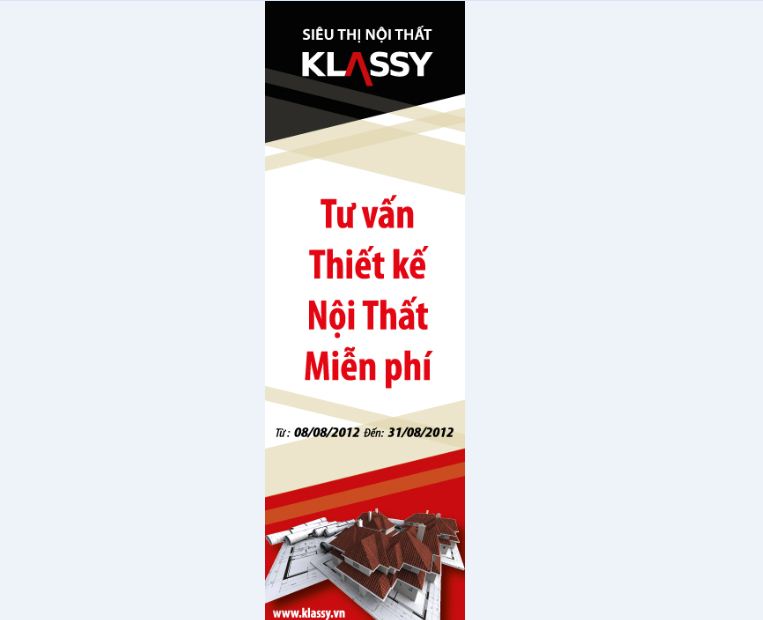 SIÊU THỊ NỘI THẤT
KLASSY
Tư vấn
Thiết kế
Nội Thất
Miễn phí
Từ : 08/08/2012 Đến: 31/08/2012
www.klassy.vn